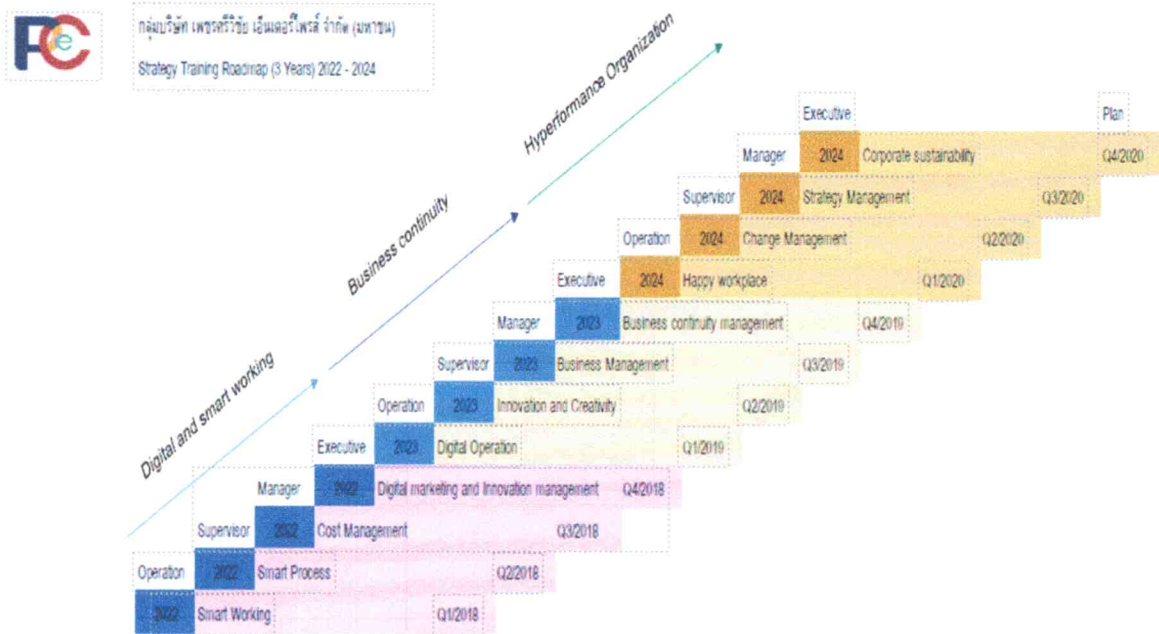 PCe
กลุ่มบริษัท เพชรศรีวิชัย เอ็นเตอร์ไพรส์ จำกัด (มหาชน)
Strategy Training Roadmap (3 Years) 2022 - 2024
Hyperformance Organization
Business continuity
Digital and smart working
Executive Plan
Manager 2024 Corporate sustainability Q4/2020
Supervisor 2024 Strategy Management Q3/2020
Operation 2024 Change Management Q2/2020
Executive 2024 Happy workplace Q1/2020
Manager 2023 Business continuity management Q4/2019
Supervisor 2023 Business Management Q3/2019
Operation 2023 Innovation and Creativity Q2/2019
Executive 2023 Digital Operation Q1/2019
Manager 2022 Digital marketing and Innovation management Q4/2018
Supervisor 2022 Cost Management Q3/2018
Operation 2022 Smart Process Q2/2018
2022 Smart Working Q1/2018